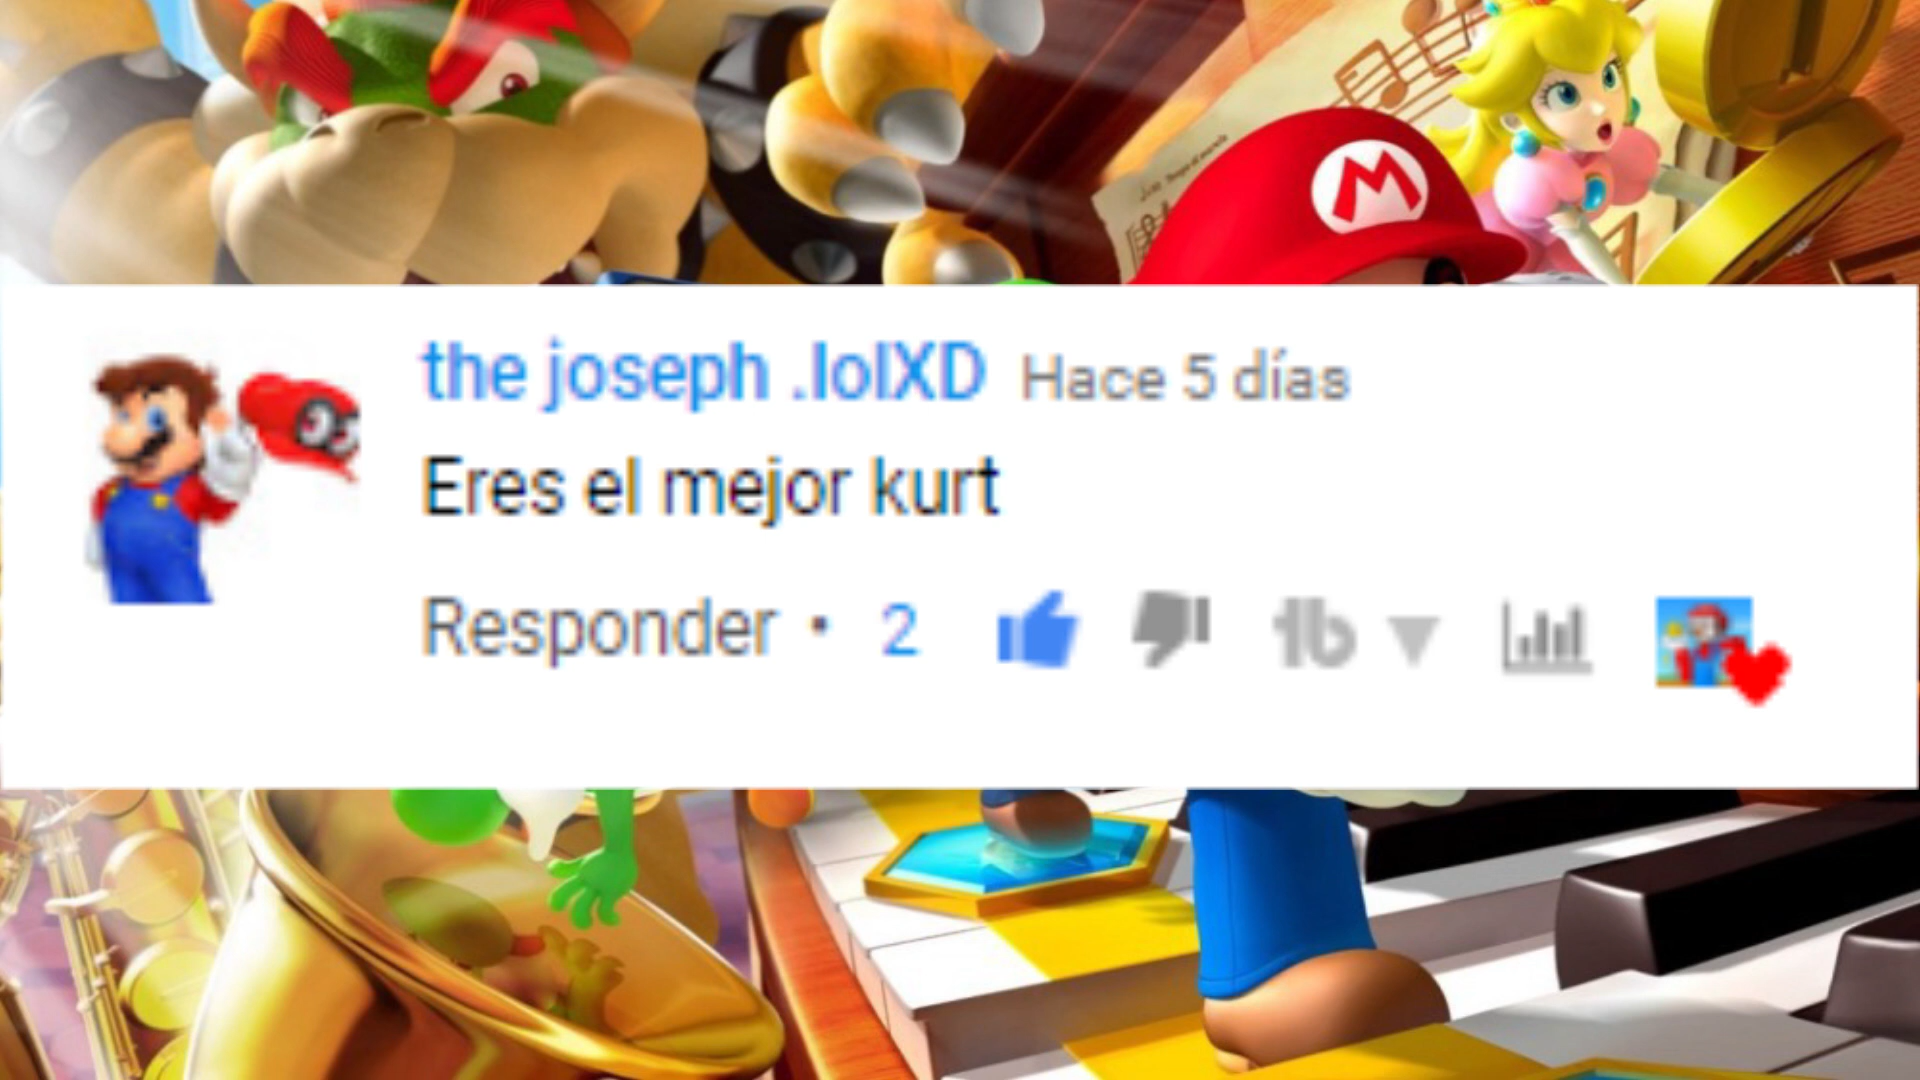 M
the joseph .lolXD Hace 5 días
Eres el mejor kurt
Responder • 2